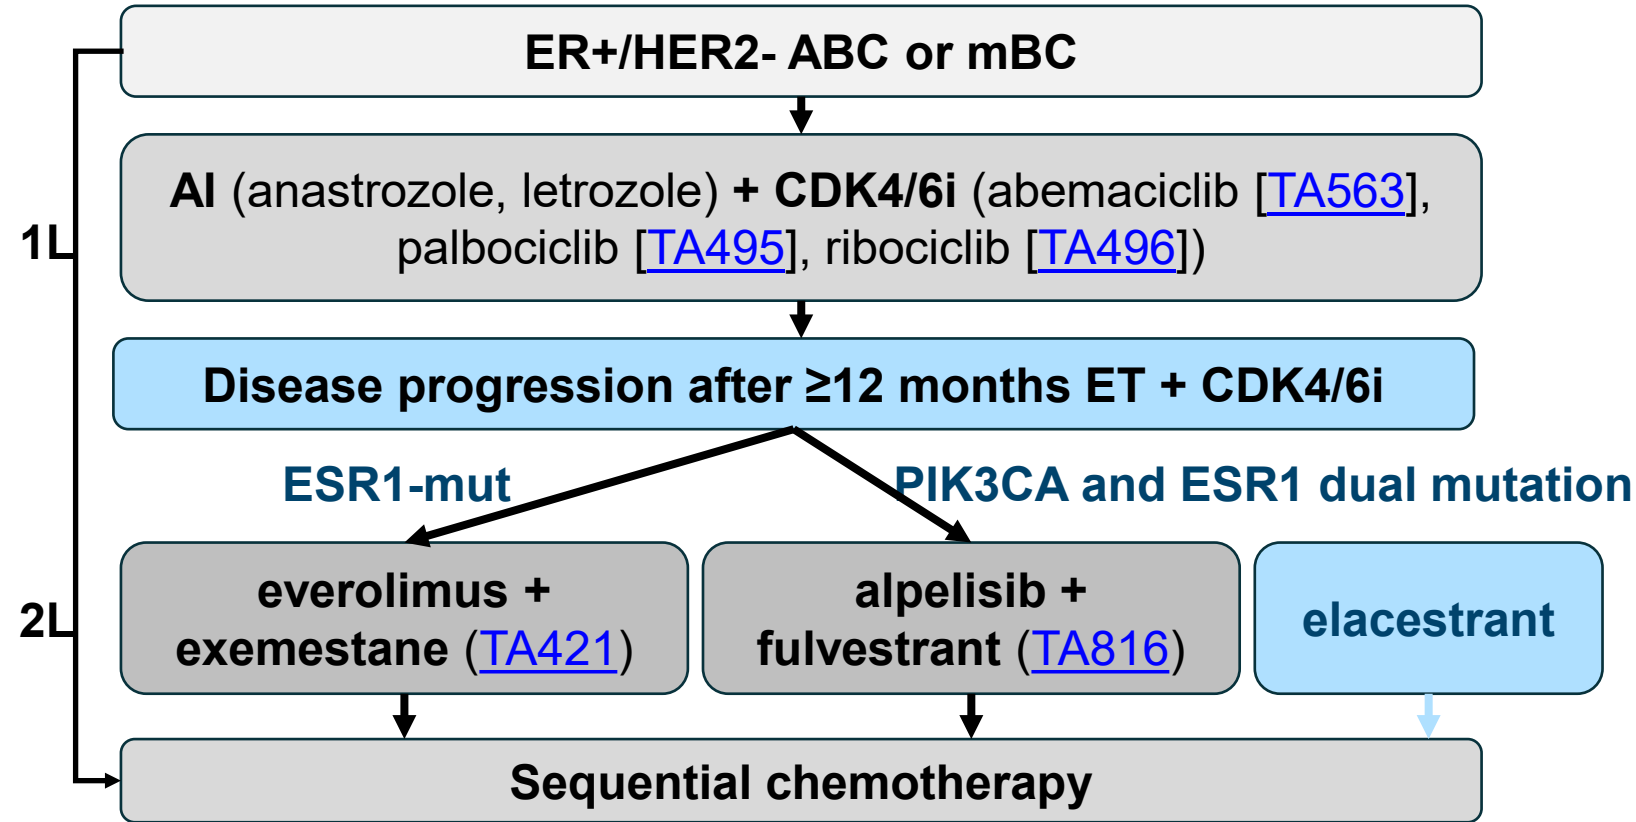 ER+/HER2- ABC or mBC
AI (anastrozole, letrozole) + CDK4/6i (abemaciclib [TA563],
palbociclib [TA495], ribociclib [TA496])
1L
Disease progression after ≥12 months ET + CDK4/6i
ESR1-mut
PIK3CA and ESR1 dual mutation
2L
everolimus +
exemestane (TA421)
alpelisib +
fulvestrant (TA816)
elacestrant
Sequential chemotherapy